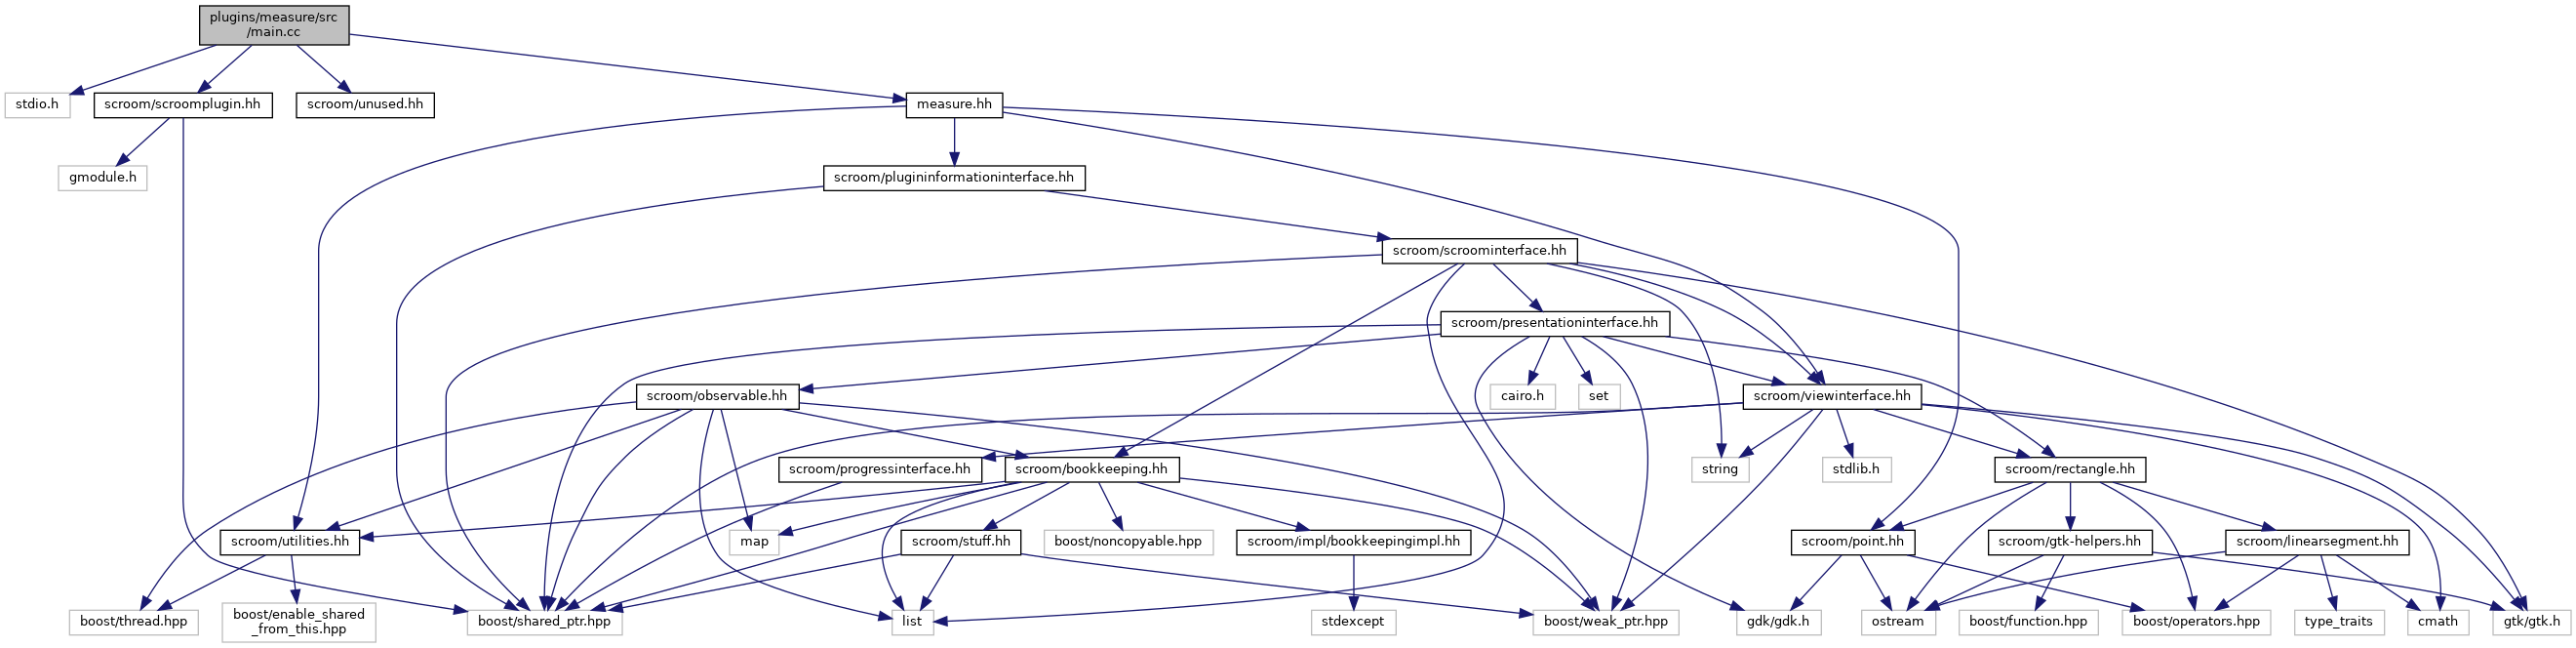 plugins/measure/src
/main.cc
stdio.h
scroom/scroomplugin.hh
scroom/unused.hh
measure.hh
gmodule.h
scroom/plugininformationinterface.hh
scroom/scroominterface.hh
scroom/presentationinterface.hh
scroom/observable.hh
cairo.h
set
scroom/viewinterface.hh
scroom/progressinterface.hh
scroom/bookkeeping.hh
string
stdlib.h
scroom/rectangle.hh
scroom/utilities.hh
map
scroom/stuff.hh
boost/noncopyable.hpp
scroom/impl/bookkeepingimpl.hh
scroom/point.hh
scroom/gtk-helpers.hh
scroom/linearsegment.hh
boost/thread.hpp
boost/enable_shared
_from_this.hpp
boost/shared_ptr.hpp
list
stdexcept
boost/weak_ptr.hpp
gdk/gdk.h
ostream
boost/function.hpp
boost/operators.hpp
type_traits
cmath
gtk/gtk.h